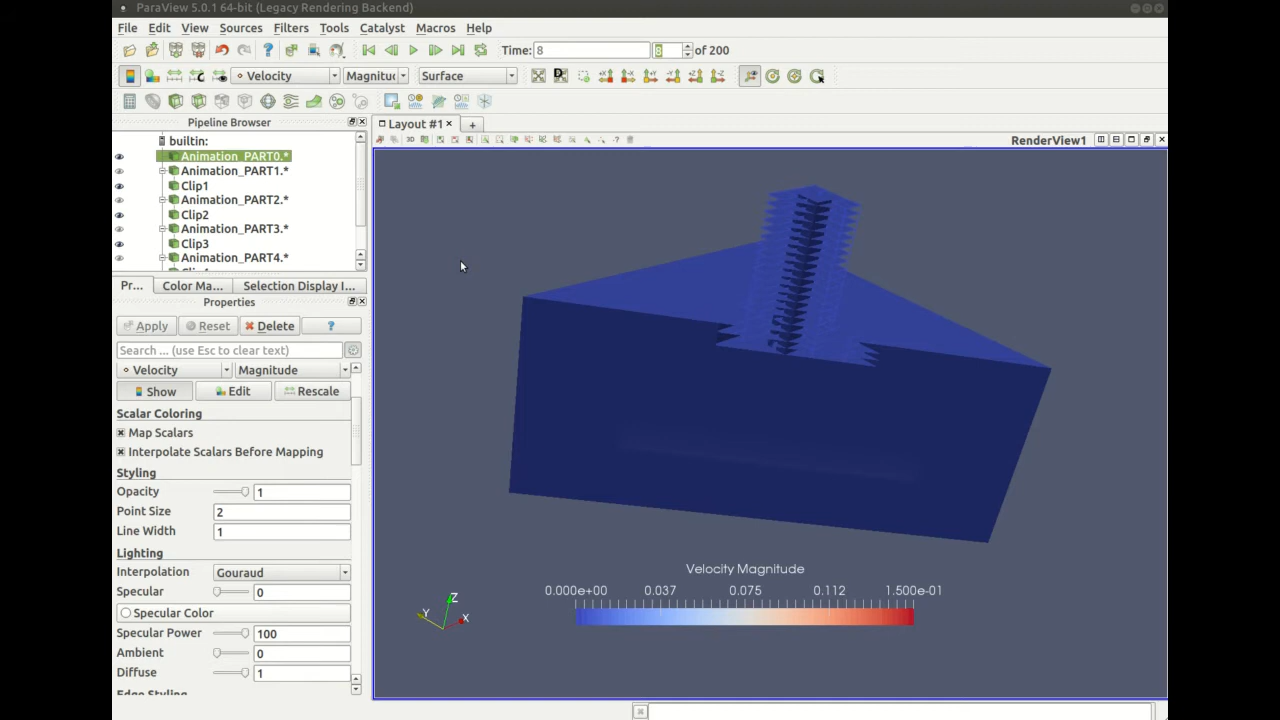 ParaView 5.0.1 64-bit (Legacy Rendering Backend)
File Edit View Sources Filters Tools Catalyst Macros Help
Time: 8 8 of 200
Velocity Surface
Pipeline Browser
Layout #1
RenderView1
builtin:
Animation_PART0.*
Animation_PART1.*
Clip1
Animation_PART2.*
Clip2
Animation_PART3.*
Clip3
Animation_PART4.*
Pr... Color Ma... Selection Display I...
Properties
Apply Reset Delete ?
Search ... (use Esc to clear text)
Velocity Magnitude
Show Edit Rescale
Scalar Coloring
Map Scalars
Interpolate Scalars Before Mapping
Styling
Opacity 1
Point Size 2
Line Width 1
Lighting
Interpolation Gouraud
Specular 0
Specular Color
Specular Power 100
Ambient 0
Diffuse 1
Velocity Magnitude
0.000e+00 0.037 0.075 0.112 1.500e-01
Z
Y
X